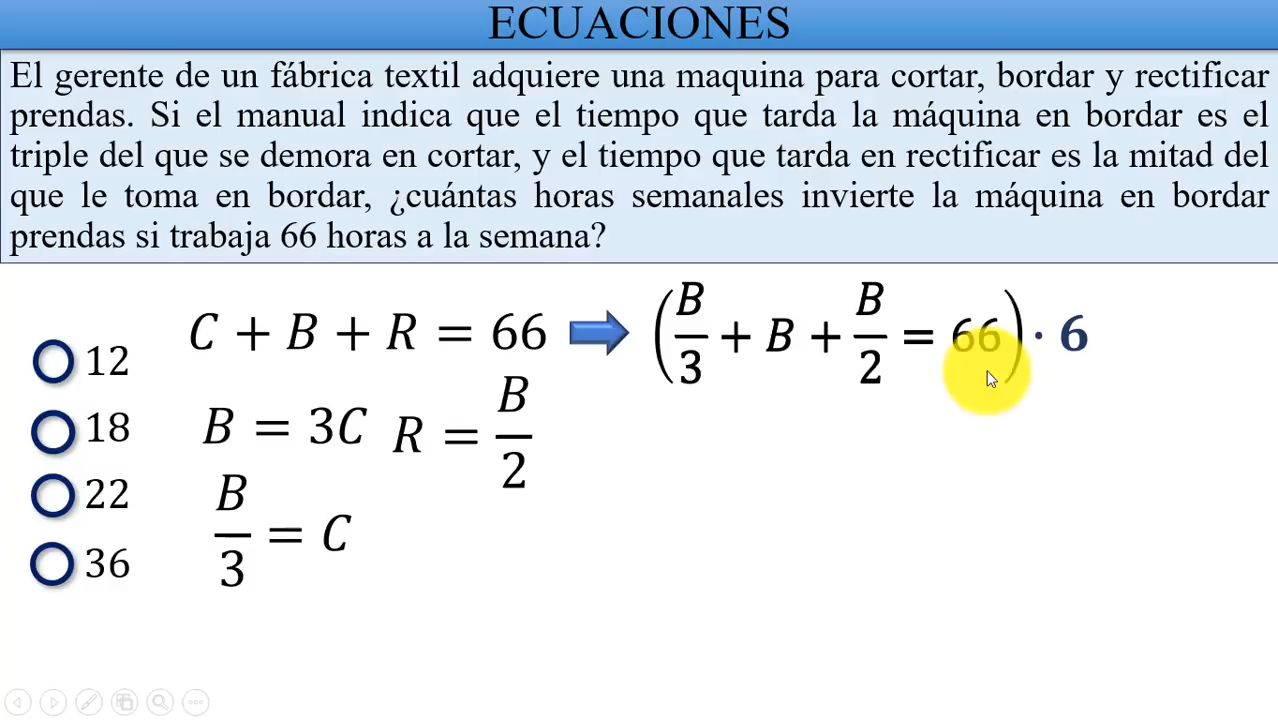 ECUACIONES
El gerente de un fábrica textil adquiere una maquina para cortar, bordar y rectificar
prendas. Si el manual indica que el tiempo que tarda la máquina en bordar es el
triple del que se demora en cortar, y el tiempo que tarda en rectificar es la mitad del
que le toma en bordar, ¿cuántas horas semanales invierte la máquina en bordar
prendas si trabaja 66 horas a la semana?
C + B + R = 66
(B/3 + B + B/2 = 66) · 6
12
18
B = 3C
R = B/2
22
B/3 = C
36